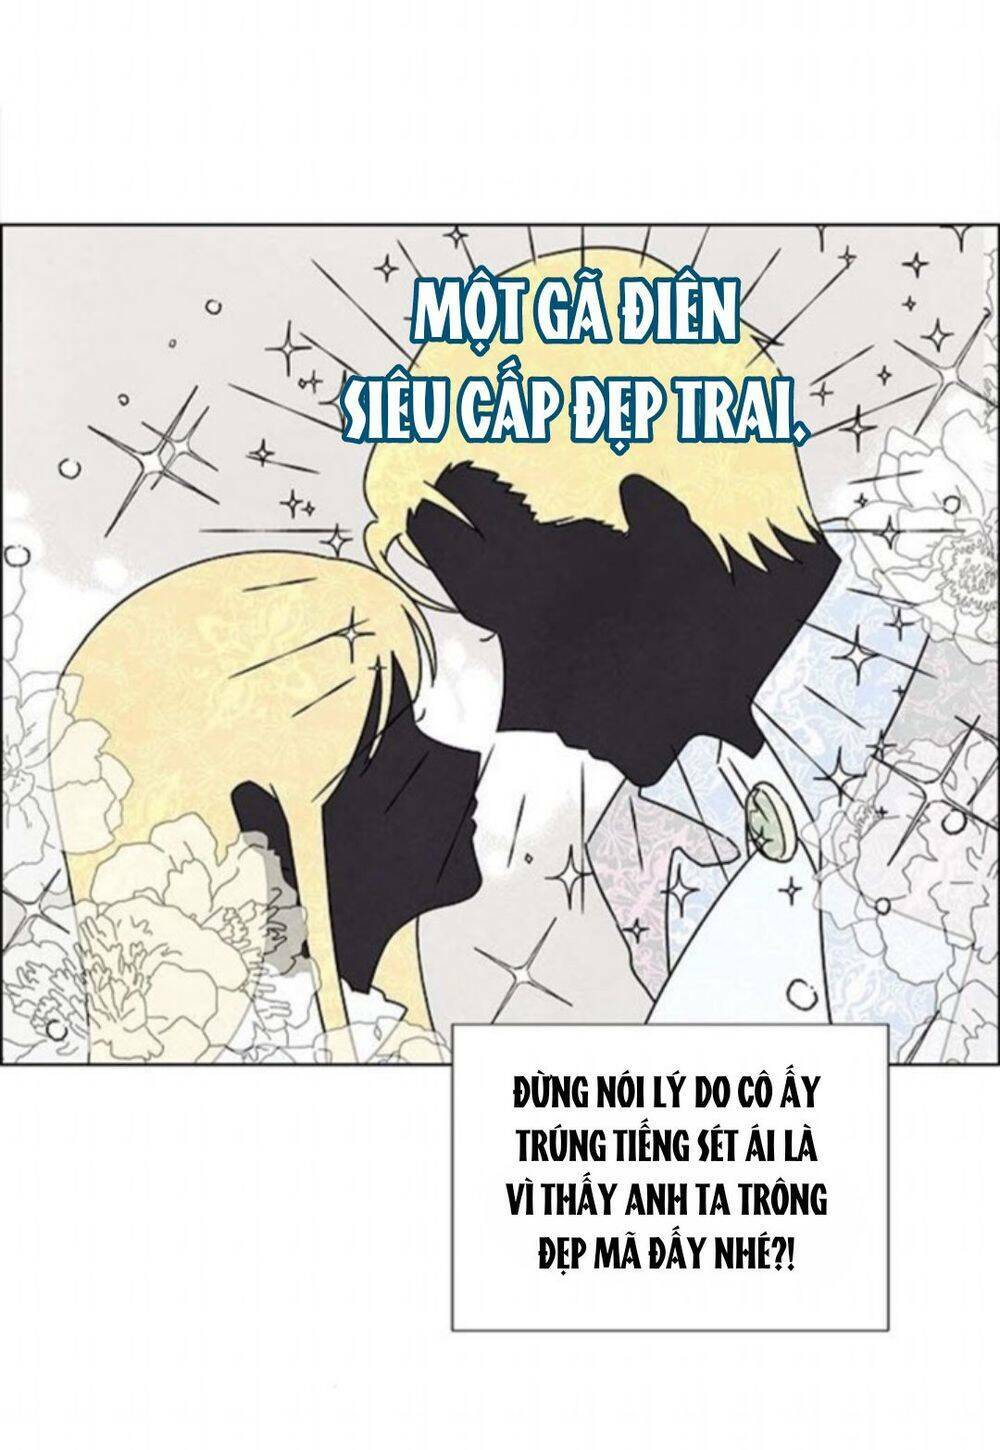 MỘT GÃ ĐIÊN
SIÊU CẤP ĐẸP TRAI.
ĐỪNG NÓI LÝ DO CÔ ẤY
TRÚNG TIẾNG SÉT ÁI LÀ
VÌ THẤY ANH TA TRÔNG
ĐẸP MÃ ĐẤY NHÉ?!